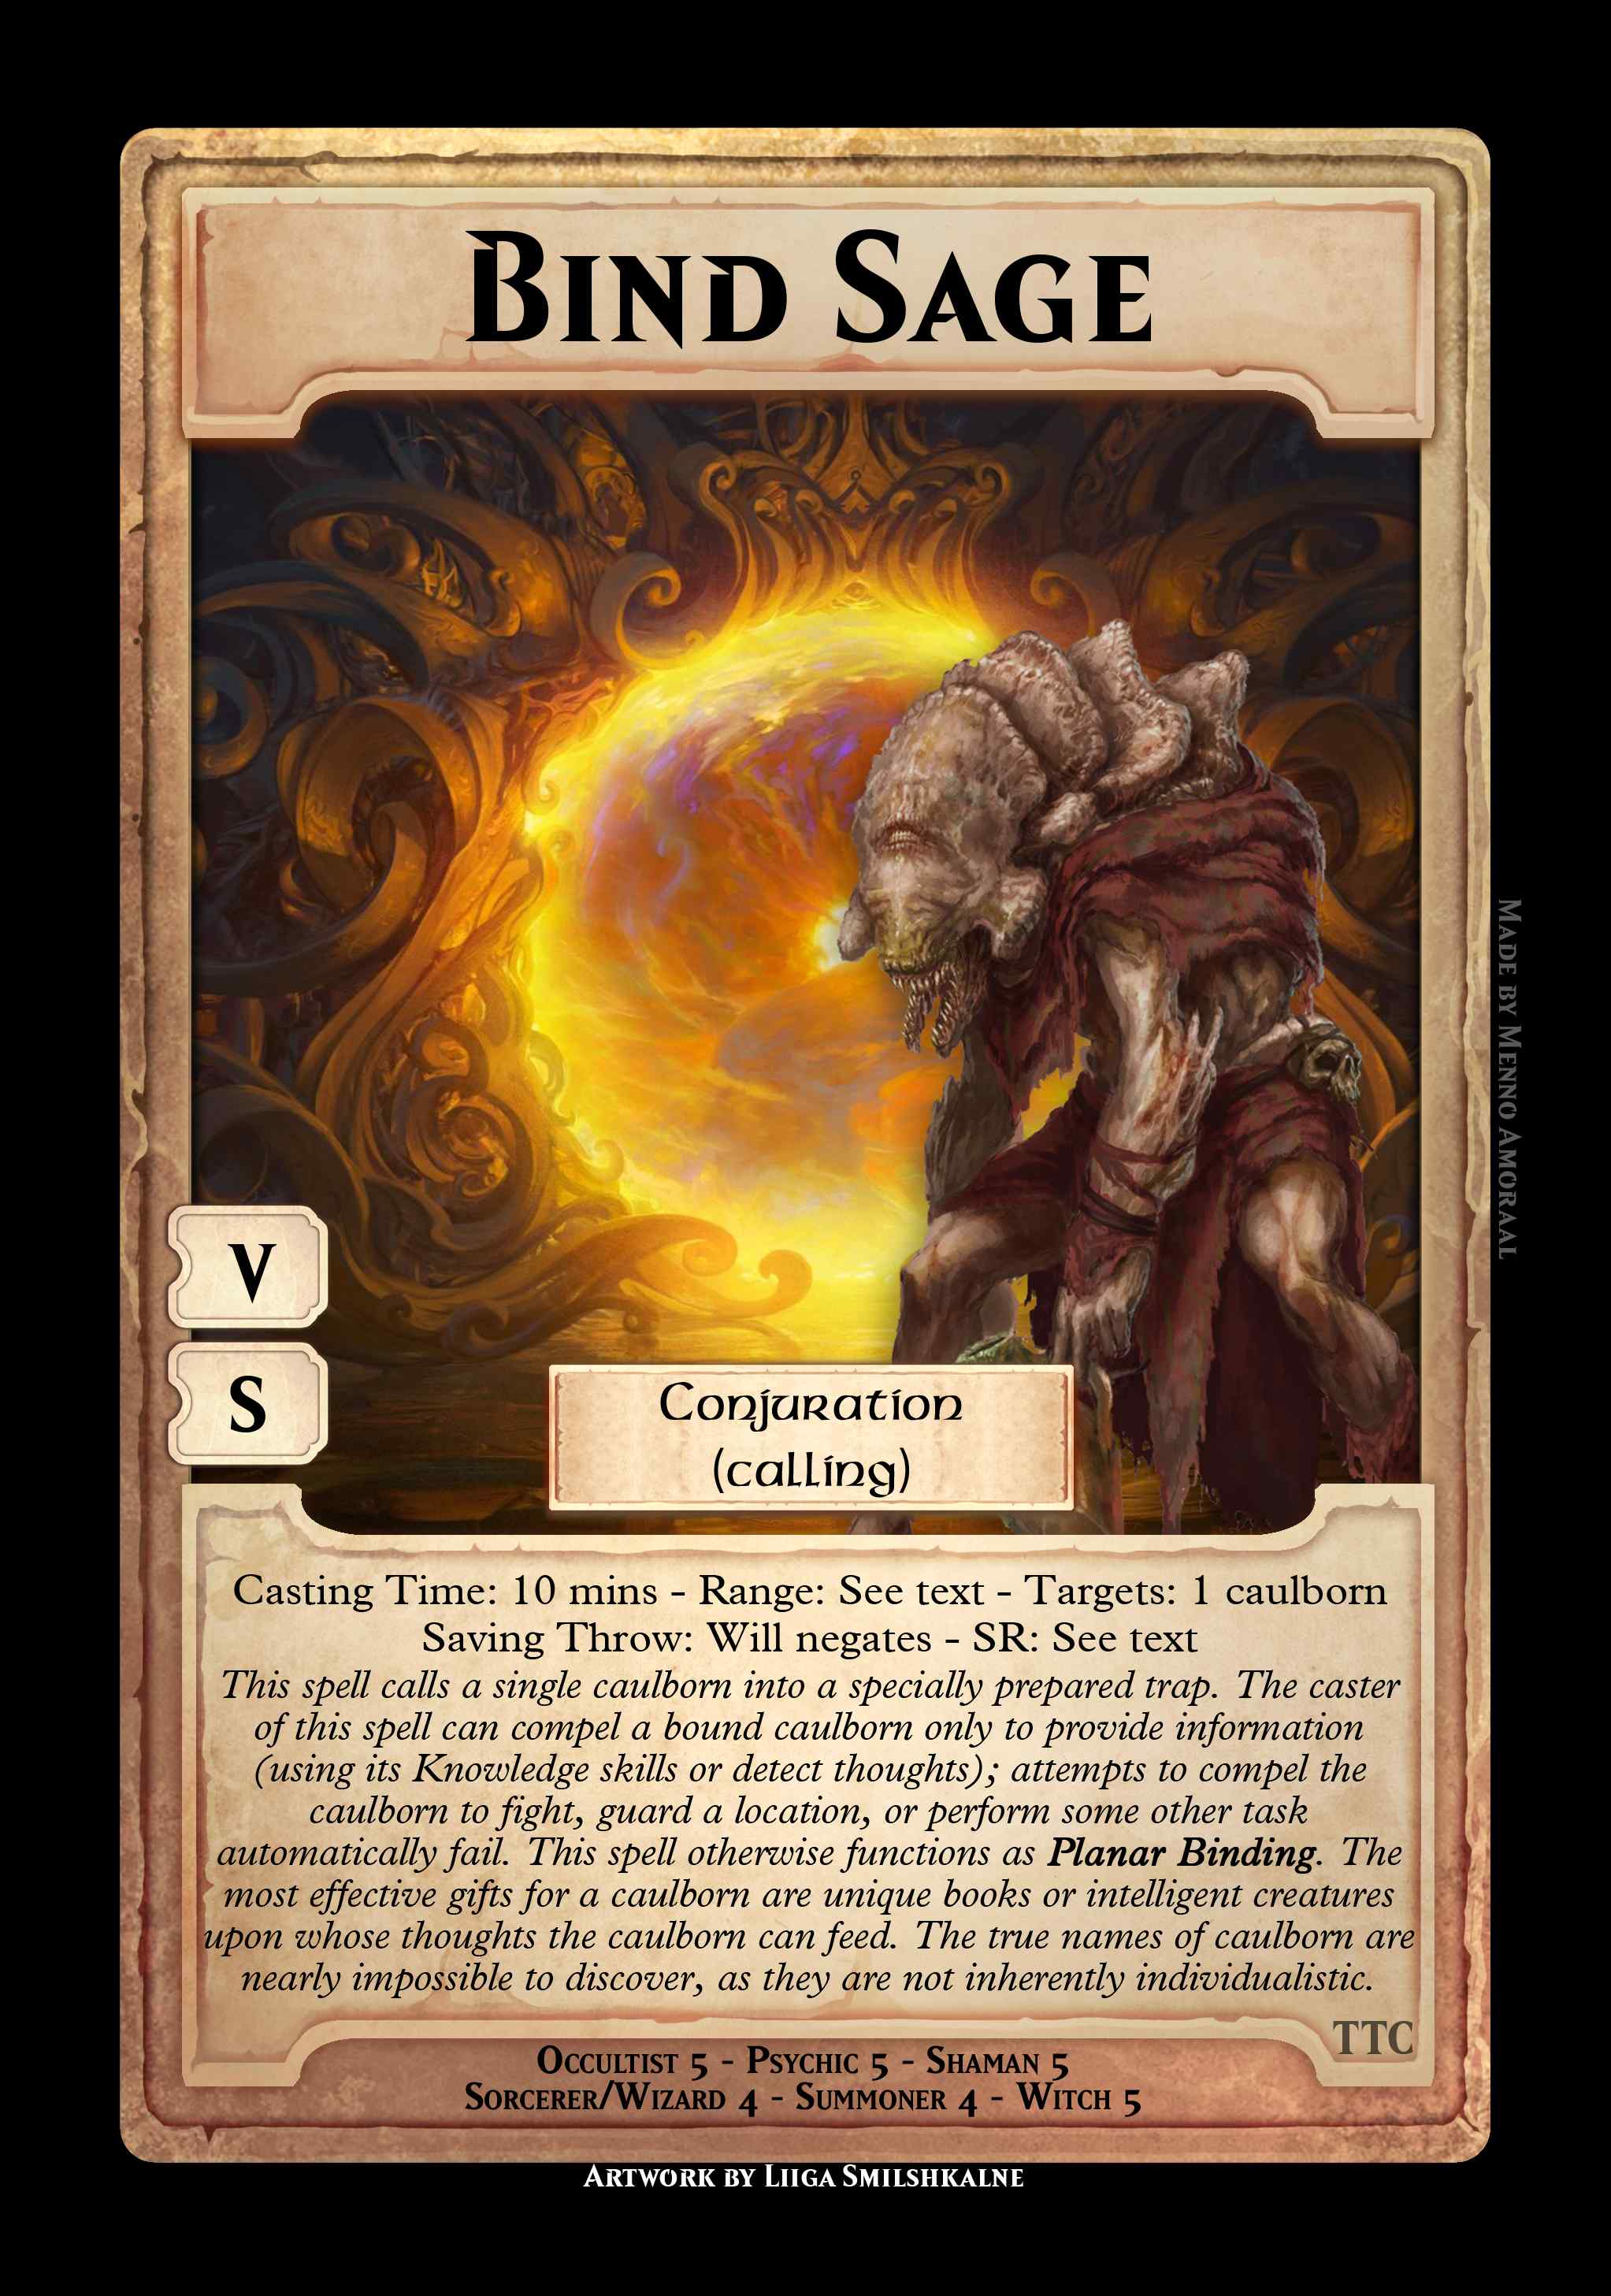 Bind Sage
V
S
Conjuration
(calling)
Casting Time: 10 mins - Range: See text - Targets: 1 caulborn
Saving Throw: Will negates - SR: See text
This spell calls a single caulborn into a specially prepared trap. The caster
of this spell can compel a bound caulborn only to provide information
(using its Knowledge skills or detect thoughts); attempts to compel the
caulborn to fight, guard a location, or perform some other task
automatically fail. This spell otherwise functions as Planar Binding. The
most effective gifts for a caulborn are unique books or intelligent creatures
upon whose thoughts the caulborn can feed. The true names of caulborn are
nearly impossible to discover, as they are not inherently individualistic.
TTC
Occultist 5 - Psychic 5 - Shaman 5
Sorcerer/Wizard 4 - Summoner 4 - Witch 5
Artwork by Liiga Smilshkalne
Made by Menno Amoraal